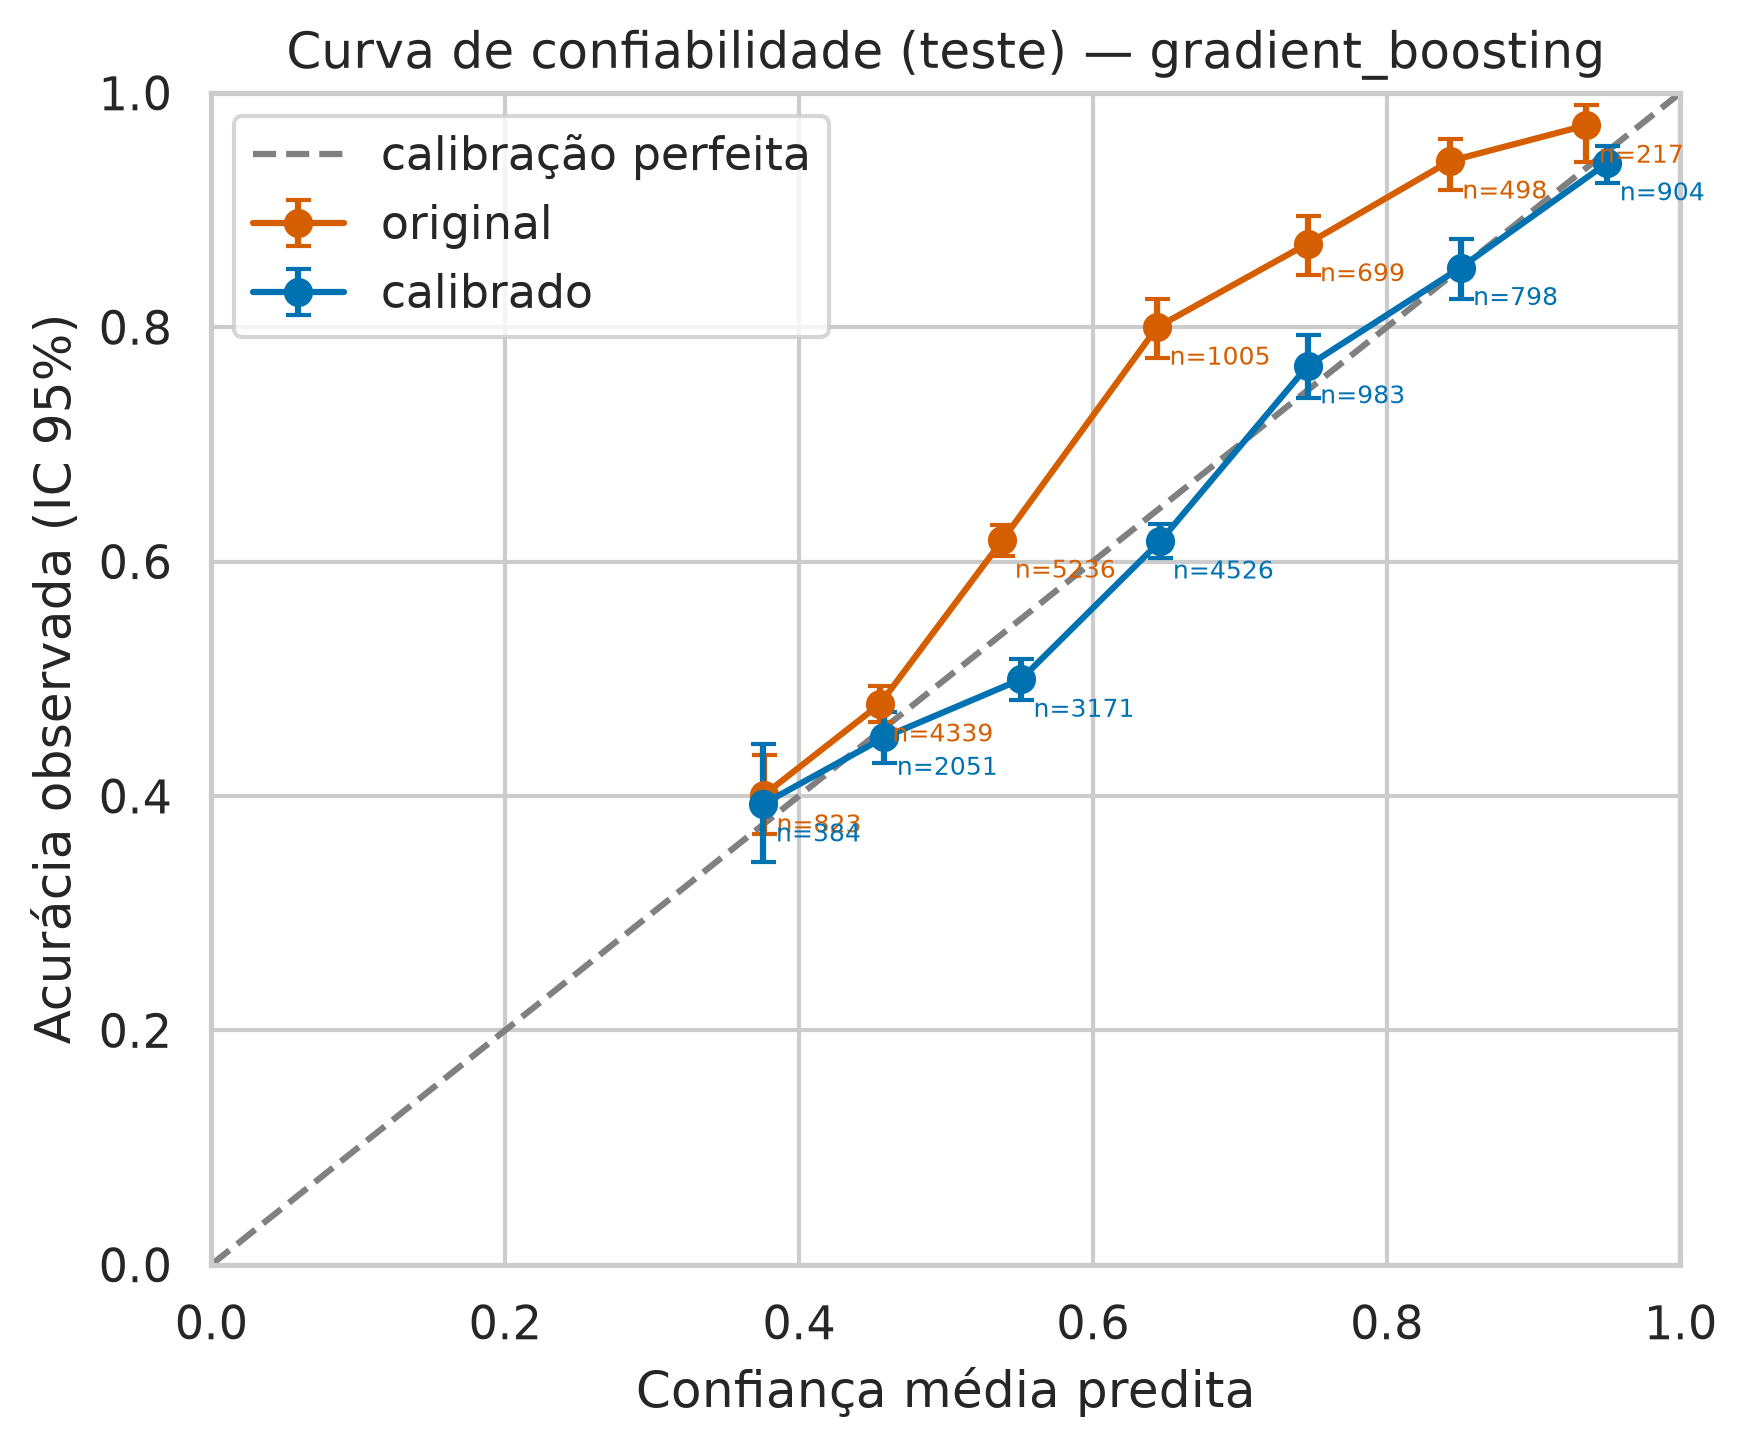 Curva de confiabilidade (teste) — gradient_boosting
calibração perfeita
original
calibrado
Acurácia observada (IC 95%)
1.0
0.8
0.6
0.4
0.2
0.0
n=217
n=904
n=498
n=798
n=699
n=983
n=1005
n=5236
n=4526
n=3171
n=4339
n=2051
n=823
n=384
0.0 0.2 0.4 0.6 0.8 1.0
Confiança média predita